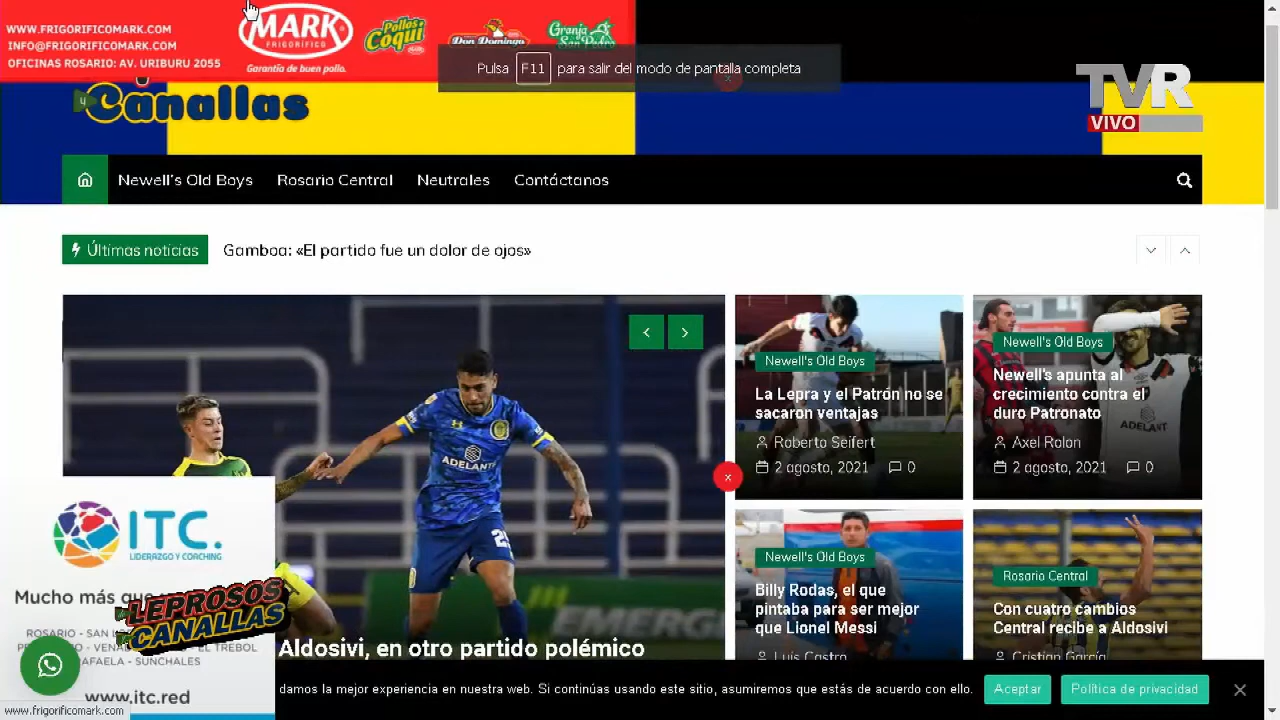 WWW.FRIGORIFICOMARK.COM
INFO@FRIGORIFICOMARK.COM
OFICINAS ROSARIO: AV. URIBURU 2055
MARK
FRIGORÍFICO
Garantía de buen pollo.
Pollos
Coqui
Don Domingo
Granja
San Pedro
Pulsa F11 para salir del modo de pantalla completa
TVR
VIVO
y
Canallas
Newell's Old Boys
Rosario Central
Neutrales
Contáctanos
Últimas noticias
Gamboa: «El partido fue un dolor de ojos»
ADELANT
Aldosivi, en otro partido polémico
Newell's Old Boys
La Lepra y el Patrón no se
sacaron ventajas
Roberto Seifert
2 agosto, 2021
0
Newell's Old Boys
Newell's apunta al
crecimiento contra el
duro Patronato
Axel Rolon
2 agosto, 2021
0
ADELANT
x
Newell's Old Boys
Billy Rodas, el que
pintaba para ser mejor
que Lionel Messi
Luis Castro
Rosario Central
Con cuatro cambios
Central recibe a Aldosivi
Cristian García
ITC.
LIDERAZGO Y COACHING
Mucho más que
LEPROSOS
CANALLAS
ROSARIO - SAN
EL TREBOL
RAFAELA - SUNCHALES
www.itc.red
damos la mejor experiencia en nuestra web. Si continúas usando este sitio, asumiremos que estás de acuerdo con ello.
Aceptar
Política de privacidad
www.frigorificomark.com